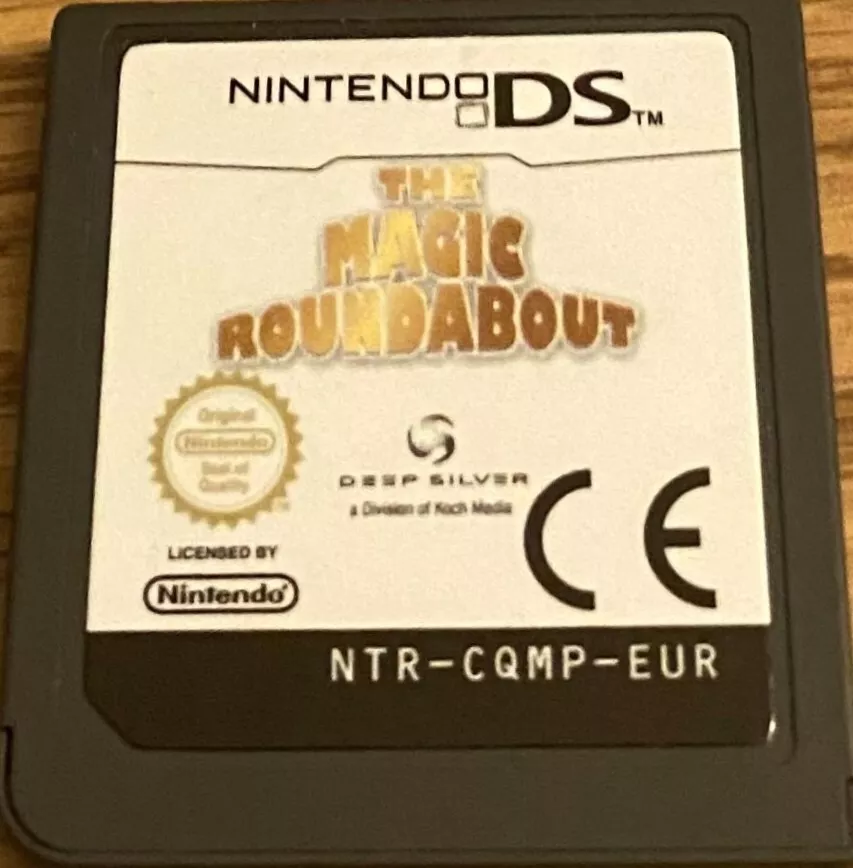 NINTENDO DS™
THE
MAGIC
ROUNDABOUT
Original
Nintendo
Seal of
Quality
™
DEEP SILVER
a Division of Koch Media
CE
LICENSED BY
Nintendo®
NTR-CQMP-EUR